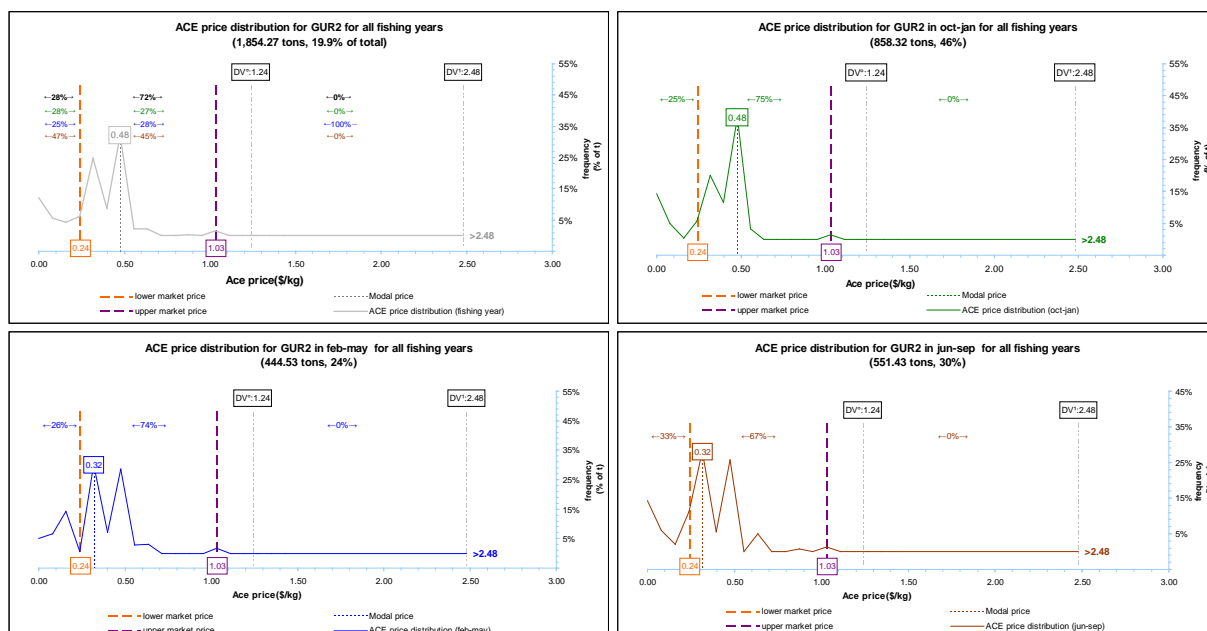 ACE price distribution for GUR2 for all fishing years
(1,854.27 tons, 19.9% of total)
DVº:1.24
DV¹:2.48
←28%→ ←72%→ ←0%→
←28%→ ←27%→ ←0%→
←25%→ ←28%→ ←100%→
←47%→ ←45%→ ←0%→
0.48
55%
45%
35%
25%
15%
5%
frequency
(% of t)
>2.48
0.24
1.03
0.00 0.50 1.00 1.50 2.00 2.50 3.00
Ace price($/kg)
lower market price
Modal price
upper market price
ACE price distribution (fishing year)
ACE price distribution for GUR2 in oct-jan for all fishing years
(858.32 tons, 46%)
DVº:1.24
DV¹:2.48
←25%→ ←75%→ ←0%→
0.48
55%
45%
35%
25%
15%
5%
frequency
>2.48
0.24
1.03
0.00 0.50 1.00 1.50 2.00 2.50 3.00
Ace price($/kg)
lower market price
Modal price
upper market price
ACE price distribution (oct-jan)
ACE price distribution for GUR2 in feb-may for all fishing years
(444.53 tons, 24%)
DVº:1.24
DV¹:2.48
←26%→ ←74%→ ←0%→
0.32
55%
45%
35%
25%
15%
5%
frequency
(% of t)
>2.48
0.24
1.03
0.00 0.50 1.00 1.50 2.00 2.50 3.00
Ace price($/kg)
lower market price
Modal price
upper market price
ACE price distribution (feb-may)
ACE price distribution for GUR2 in jun-sep for all fishing years
(551.43 tons, 30%)
DVº:1.24
DV¹:2.48
←33%→ ←67%→ ←0%→
0.32
45%
35%
25%
15%
5%
frequency
>2.48
0.24
1.03
0.00 0.50 1.00 1.50 2.00 2.50 3.00
Ace price($/kg)
lower market price
Modal price
upper market price
ACE price distribution (jun-sep)